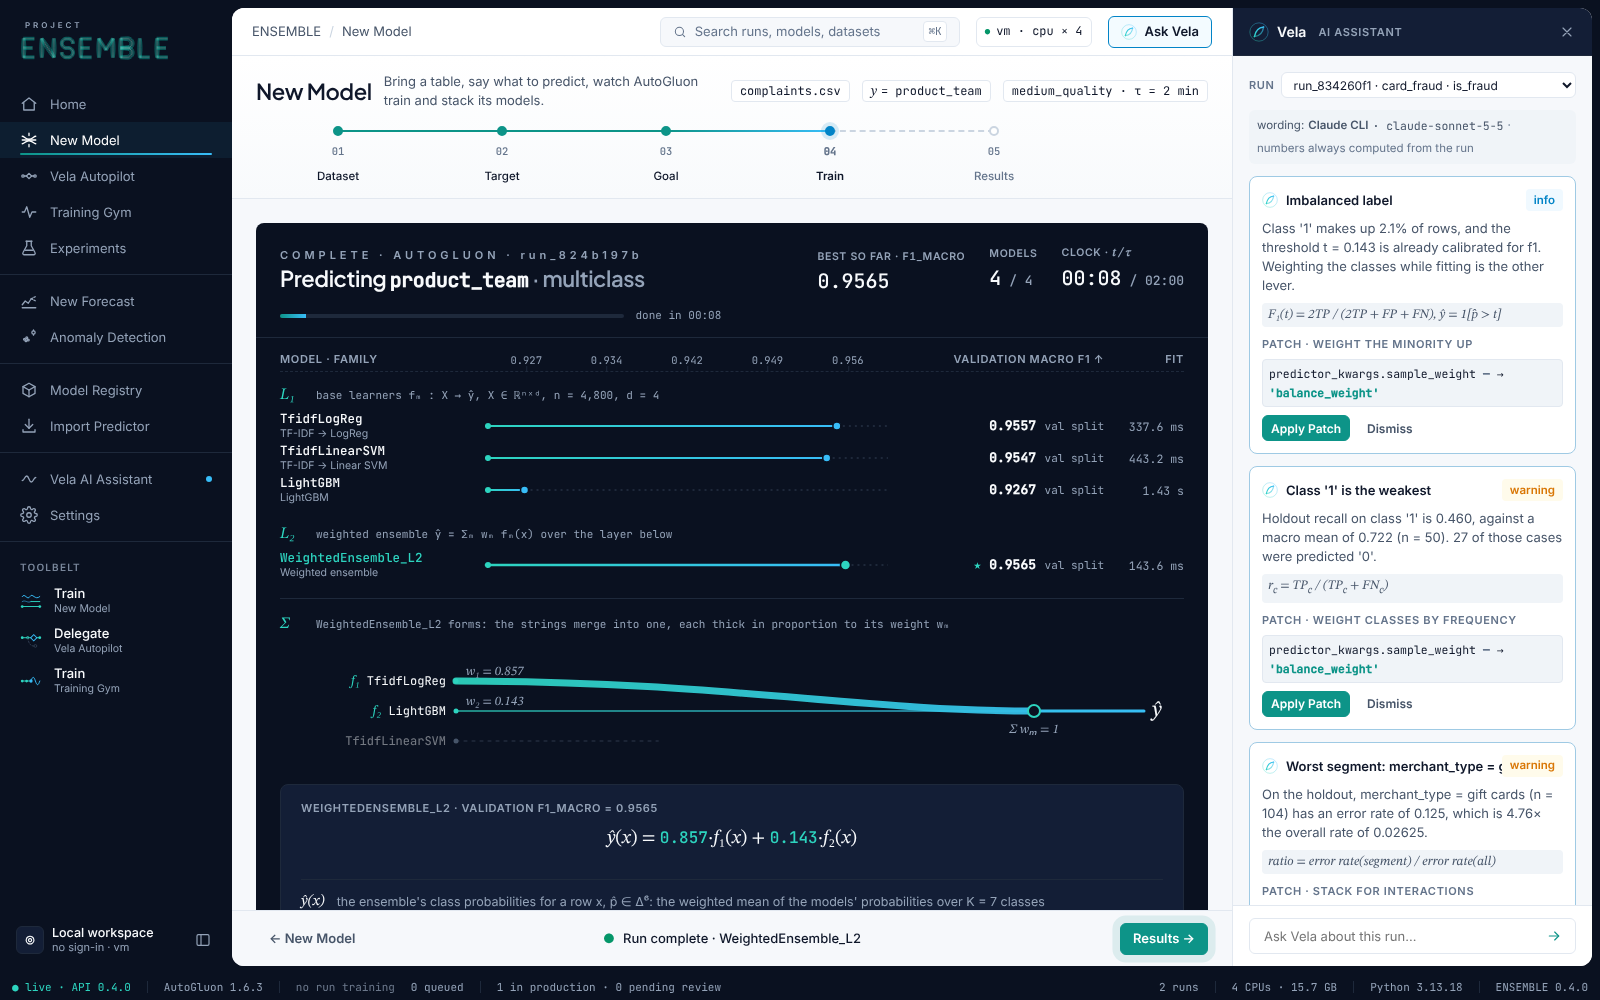 PROJECT
ENSEMBLE
Home
New Model
Vela Autopilot
Training Gym
Experiments
New Forecast
Anomaly Detection
Model Registry
Import Predictor
Vela AI Assistant
Settings
TOOLBELT
Train
New Model
Delegate
Vela Autopilot
Train
Training Gym
Local workspace
no sign-in · vm
ENSEMBLE / New Model
Search runs, models, datasets ⌘K
vm · cpu × 4
Ask Vela
New Model
Bring a table, say what to predict, watch AutoGluon
train and stack its models.
complaints.csv
y = product_team
medium_quality · τ = 2 min
01 02 03 04 05
Dataset Target Goal Train Results
COMPLETE · AUTOGLUON · run_824b197b
Predicting product_team · multiclass
BEST SO FAR · F1_MACRO
0.9565
MODELS
4 / 4
CLOCK · t/τ
00:08 / 02:00
done in 00:08
MODEL · FAMILY 0.927 0.934 0.942 0.949 0.956 VALIDATION MACRO F1 ↑ FIT
L₁ base learners fₘ : X → ŷ, X ∈ ℝⁿˣᵈ, n = 4,800, d = 4
TfidfLogReg 0.9557 val split 337.6 ms
TF-IDF → LogReg
TfidfLinearSVM 0.9547 val split 443.2 ms
TF-IDF → Linear SVM
LightGBM 0.9267 val split 1.43 s
LightGBM
L₂ weighted ensemble ŷ = Σₘ wₘ fₘ(x) over the layer below
WeightedEnsemble_L2 ★ 0.9565 val split 143.6 ms
Weighted ensemble
Σ WeightedEnsemble_L2 forms: the strings merge into one, each thick in proportion to its weight wₘ
w₁ = 0.857
f₁ TfidfLogReg
w₂ = 0.143
f₂ LightGBM
ŷ
Σ wₘ = 1
TfidfLinearSVM
WEIGHTEDENSEMBLE_L2 · VALIDATION F1_MACRO = 0.9565
ŷ(x) = 0.857·f₁(x) + 0.143·f₂(x)
ŷ(x) the ensemble's class probabilities for a row x, p̂ ∈ Δ⁶: the weighted mean of the models' probabilities over K = 7 classes
← New Model
Run complete · WeightedEnsemble_L2
Results →
Vela AI ASSISTANT
RUN run_834260f1 · card_fraud · is_fraud
wording: Claude CLI · claude-sonnet-5-5 ·
numbers always computed from the run
Imbalanced label info
Class '1' makes up 2.1% of rows, and the
threshold t = 0.143 is already calibrated for f1.
Weighting the classes while fitting is the other
lever.
F₁(t) = 2TP / (2TP + FP + FN), ŷ = 1[p̂ > t]
PATCH · WEIGHT THE MINORITY UP
predictor_kwargs.sample_weight — →
'balance_weight'
Apply Patch Dismiss
Class '1' is the weakest warning
Holdout recall on class '1' is 0.460, against a
macro mean of 0.722 (n = 50). 27 of those cases
were predicted '0'.
r_c = TP_c / (TP_c + FN_c)
PATCH · WEIGHT CLASSES BY FREQUENCY
predictor_kwargs.sample_weight — →
'balance_weight'
Apply Patch Dismiss
Worst segment: merchant_type = warning
On the holdout, merchant_type = gift cards (n =
104) has an error rate of 0.125, which is 4.76×
the overall rate of 0.02625.
ratio = error rate(segment) / error rate(all)
PATCH · STACK FOR INTERACTIONS
Ask Vela about this run... →
live · API 0.4.0
AutoGluon 1.6.3
no run training 0 queued
1 in production · 0 pending review
2 runs
4 CPUs · 15.7 GB
Python 3.13.18
ENSEMBLE 0.4.0